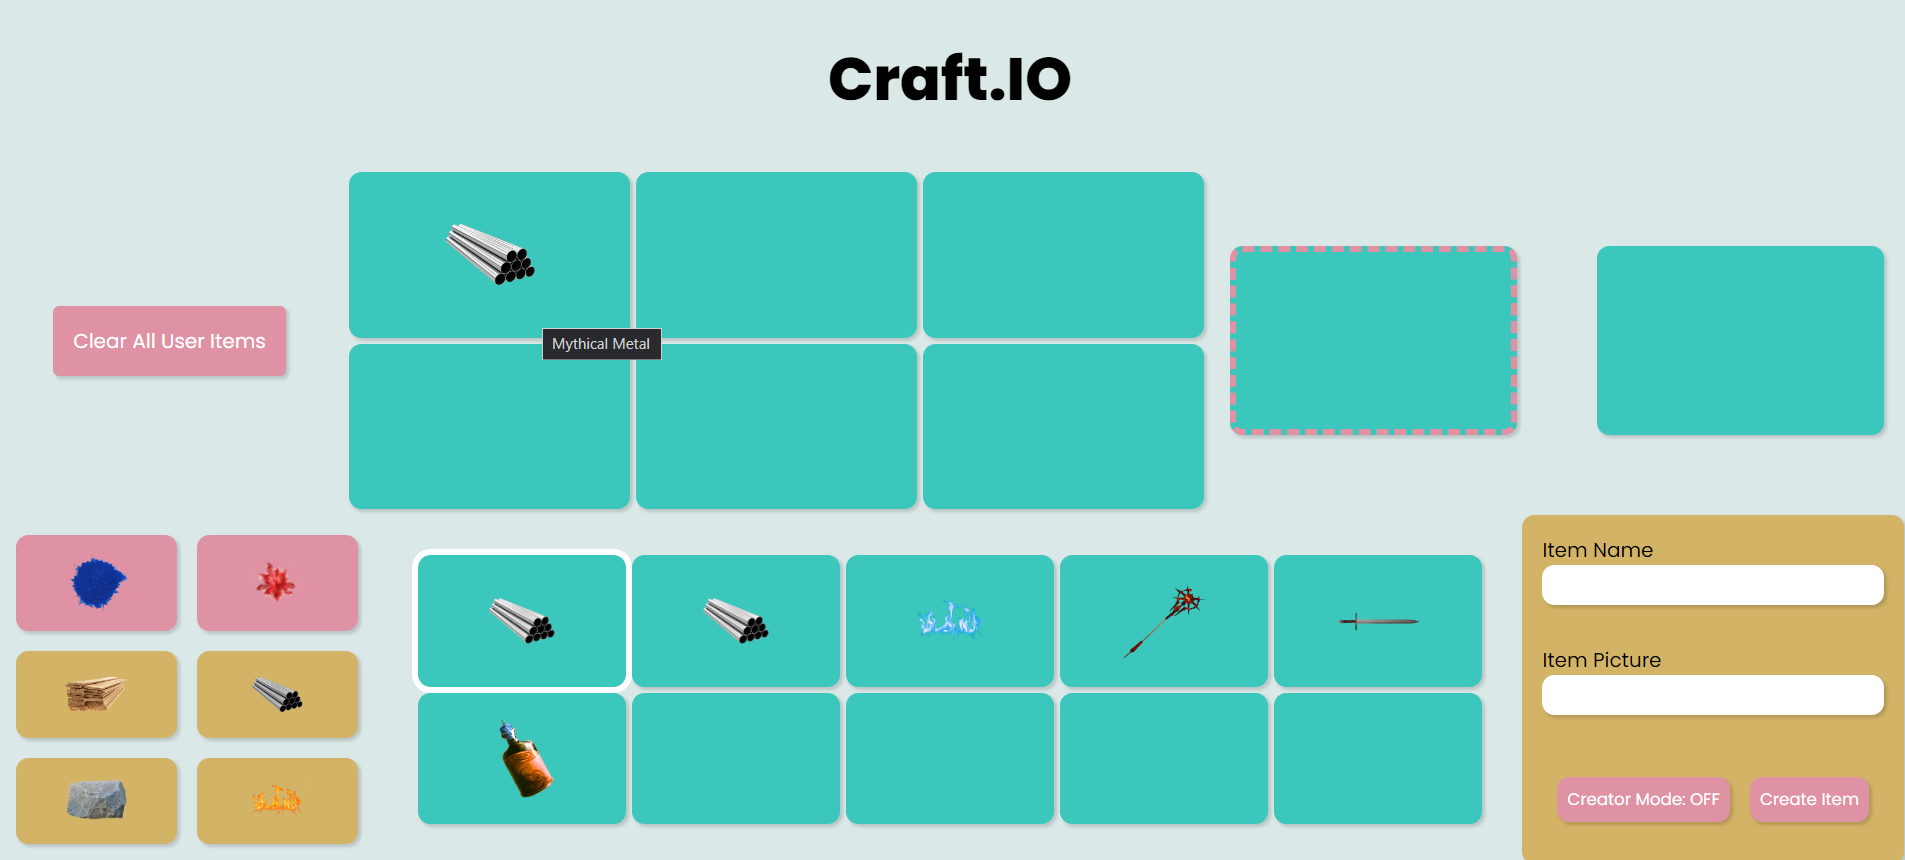 Craft.IO
Clear All User Items
Mythical Metal
Item Name
Item Picture
Creator Mode: OFF
Create Item